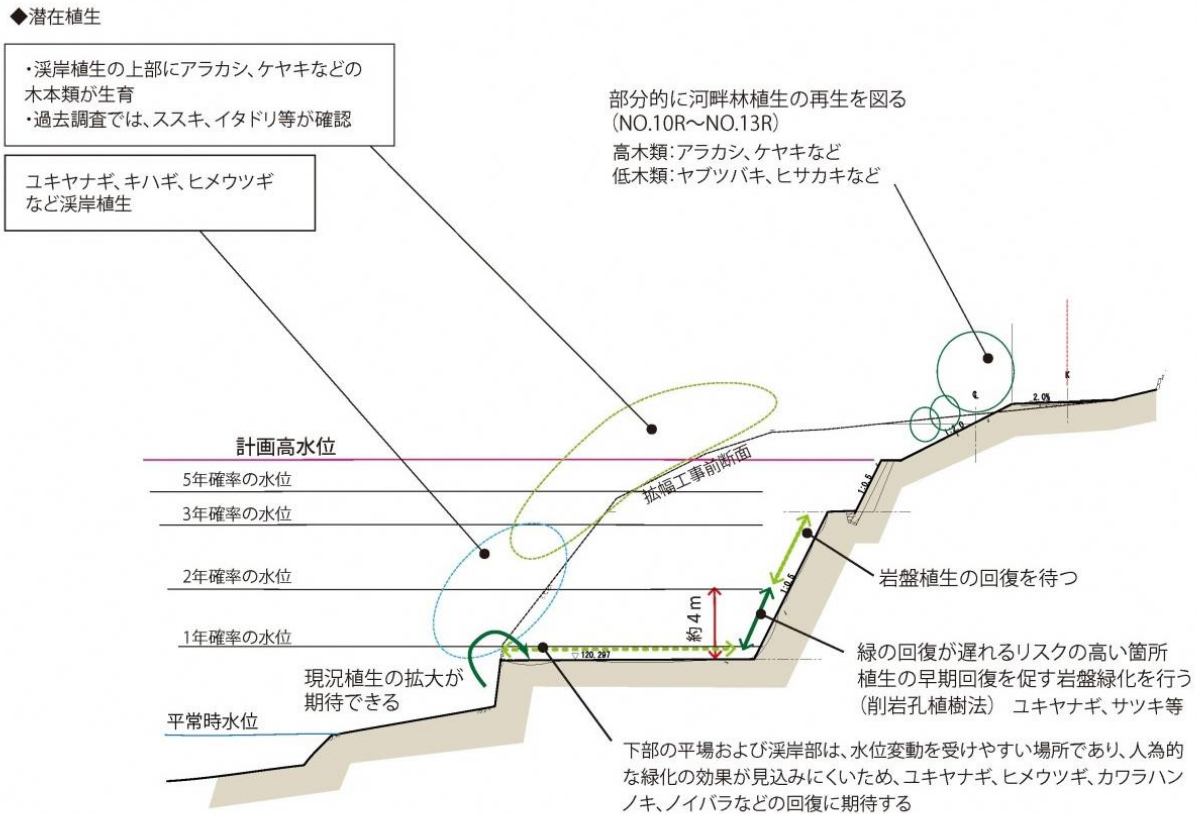 ◆潜在植生
・渓岸植生の上部にアラカシ、ケヤキなどの
木本類が生育
・過去調査では、ススキ、イタドリ等が確認
ユキヤナギ、キハギ、ヒメウツギ
など渓岸植生
部分的に河畔林植生の再生を図る
(NO.10R〜NO.13R)
高木類：アラカシ、ケヤキなど
低木類：ヤブツバキ、ヒサカキなど
2.0%
1:2.0
計画高水位
拡幅工事前断面
1:0.6
5年確率の水位
3年確率の水位
2年確率の水位
1:0.6
岩盤植生の回復を待つ
約4m
1年確率の水位
120.297
緑の回復が遅れるリスクの高い箇所
植生の早期回復を促す岩盤緑化を行う
(削岩孔植樹法) ユキヤナギ、サツキ等
現況植生の拡大が
期待できる
平常時水位
下部の平場および渓岸部は、水位変動を受けやすい場所であり、人為的
な緑化の効果が見込みにくいため、ユキヤナギ、ヒメウツギ、カワラハン
ノキ、ノイバラなどの回復に期待する